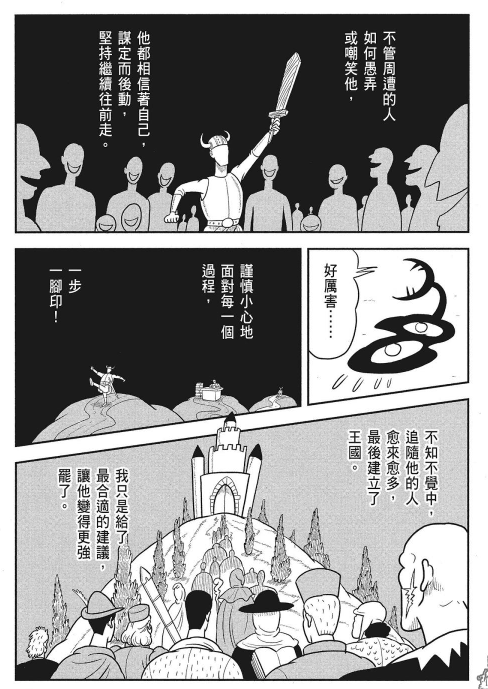 不管周遭的人
如何愚弄
或嘲笑他，
他都相信著自己，
謀定而後動，
堅持繼續往前走。
好厲害……
謹慎小心地
面對每一個
過程，
一步
一腳印！
不知不覺中，
追隨他的人
愈來愈多，
最後建立了
王國。
我只是給了
最合適的建議，
讓他變得更強
罷了。